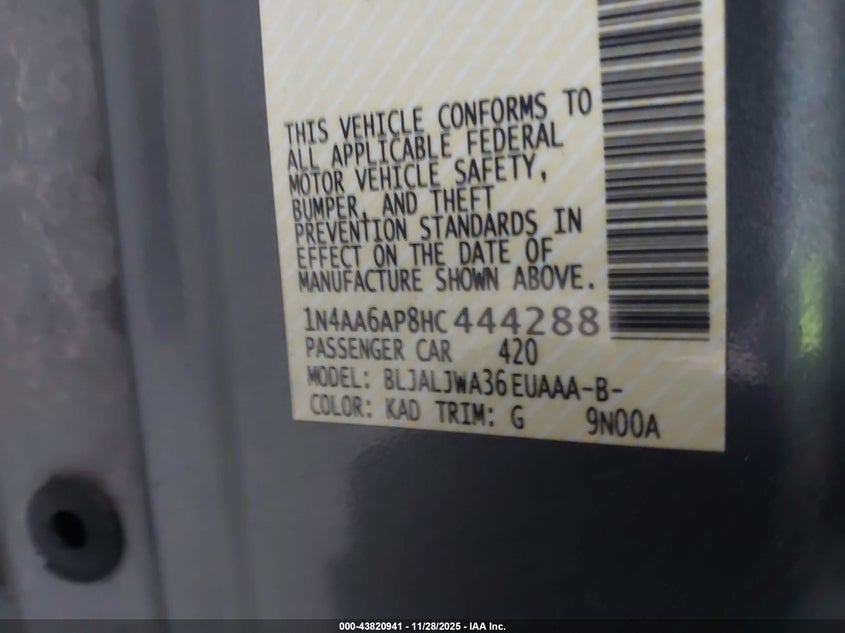 THIS VEHICLE CONFORMS TO
ALL APPLICABLE FEDERAL
MOTOR VEHICLE SAFETY,
BUMPER, AND THEFT
PREVENTION STANDARDS IN
EFFECT ON THE DATE OF
MANUFACTURE SHOWN ABOVE.
1N4AA6AP8HC444288
PASSENGER CAR 420
MODEL: BLJALJWA36EUAAA-B-
COLOR: KAD TRIM: G 9N00A
000-43820941 - 11/28/2025 - IAA Inc.